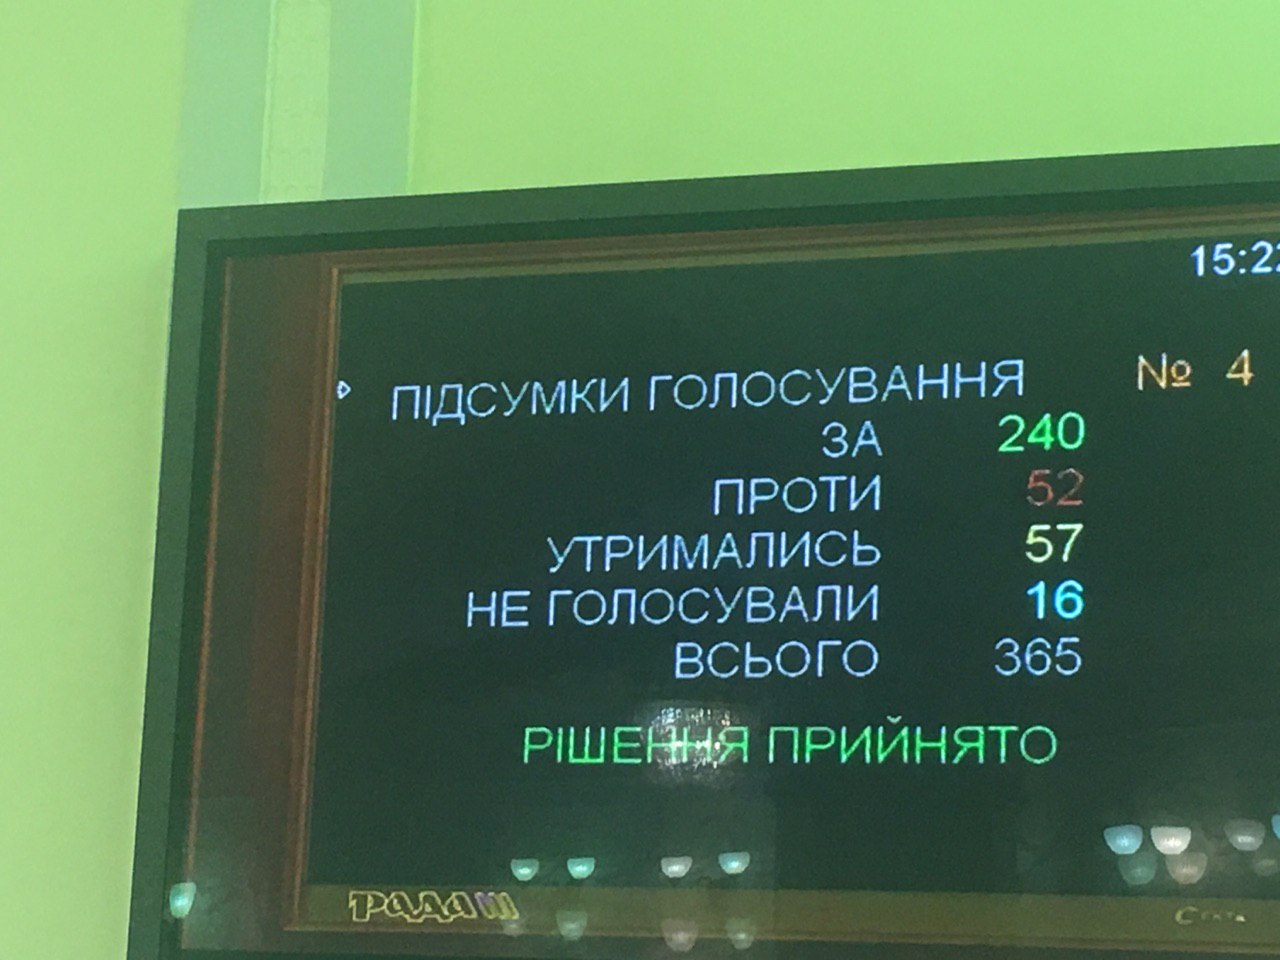 15:22
ПІДСУМКИ ГОЛОСУВАННЯ № 4
ЗА 240
ПРОТИ 52
УТРИМАЛИСЬ 57
НЕ ГОЛОСУВАЛИ 16
ВСЬОГО 365
РІШЕННЯ ПРИЙНЯТО
РАДА III